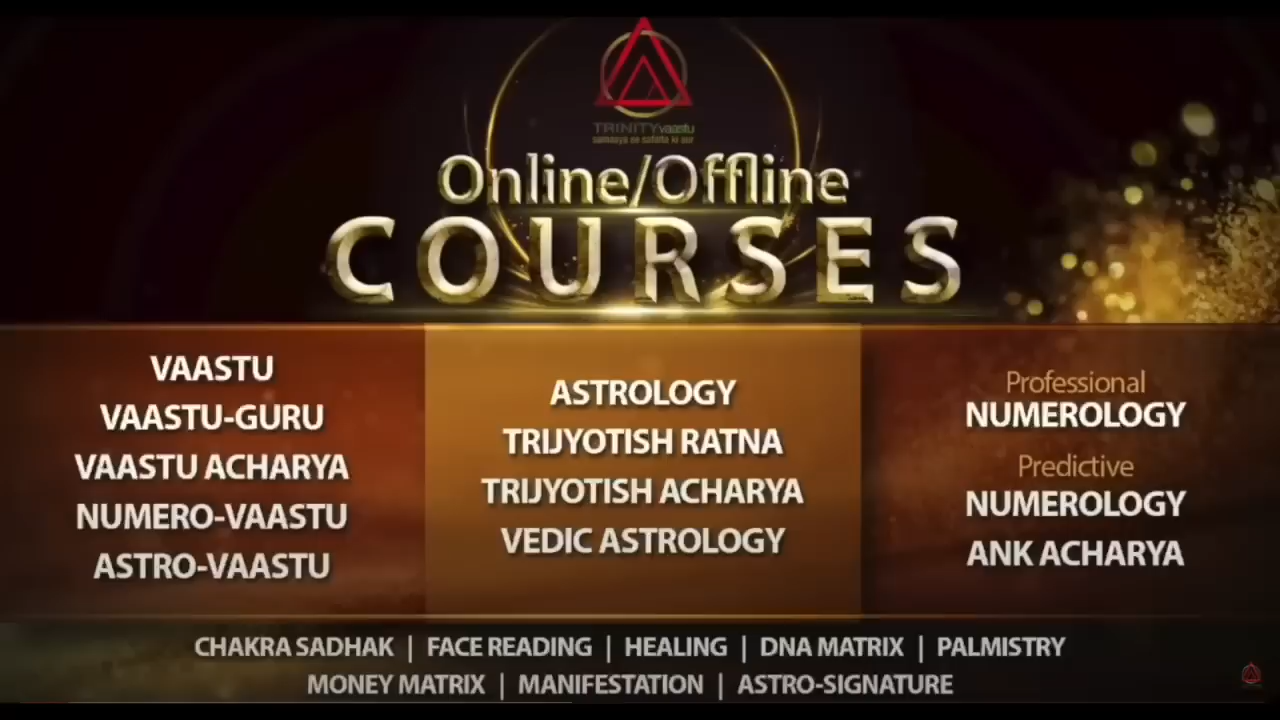 TRINITY vaastu
samasya se safalta ki aur
Online/Offline
COURSES
VAASTU
VAASTU-GURU
VAASTU ACHARYA
NUMERO-VAASTU
ASTRO-VAASTU
ASTROLOGY
TRIJYOTISH RATNA
TRIJYOTISH ACHARYA
VEDIC ASTROLOGY
Professional
NUMEROLOGY
Predictive
NUMEROLOGY
ANK ACHARYA
CHAKRA SADHAK | FACE READING | HEALING | DNA MATRIX | PALMISTRY
MONEY MATRIX | MANIFESTATION | ASTRO-SIGNATURE